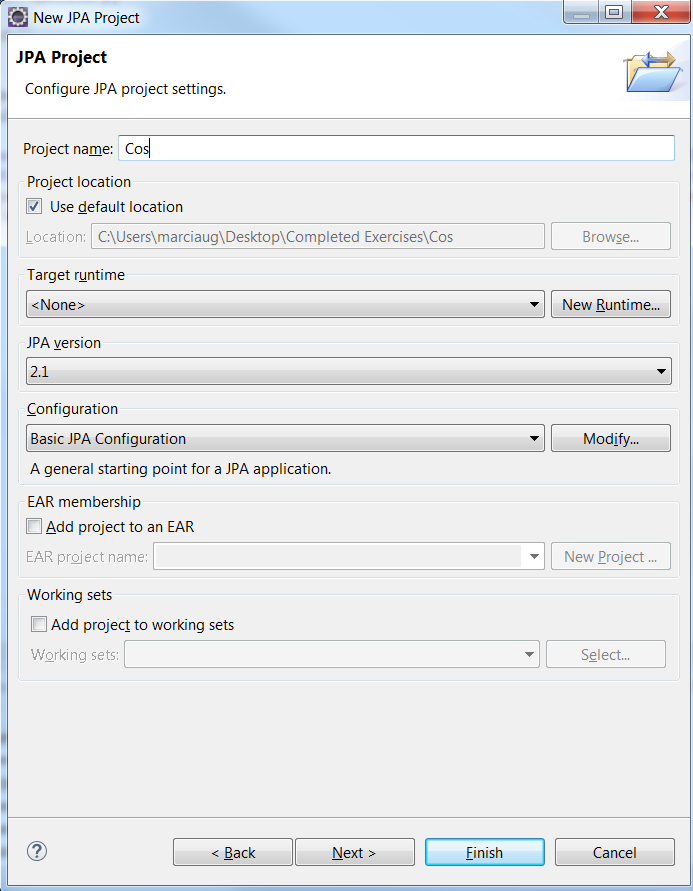 New JPA Project
JPA Project
Configure JPA project settings.
Project name: Cos
Project location
Use default location
Location: C:\Users\marciaug\Desktop\Completed Exercises\Cos Browse...
Target runtime
<None> New Runtime...
JPA version
2.1
Configuration
Basic JPA Configuration Modify...
A general starting point for a JPA application.
EAR membership
Add project to an EAR
EAR project name: New Project ...
Working sets
Add project to working sets
Working sets: Select...
? < Back Next > Finish Cancel